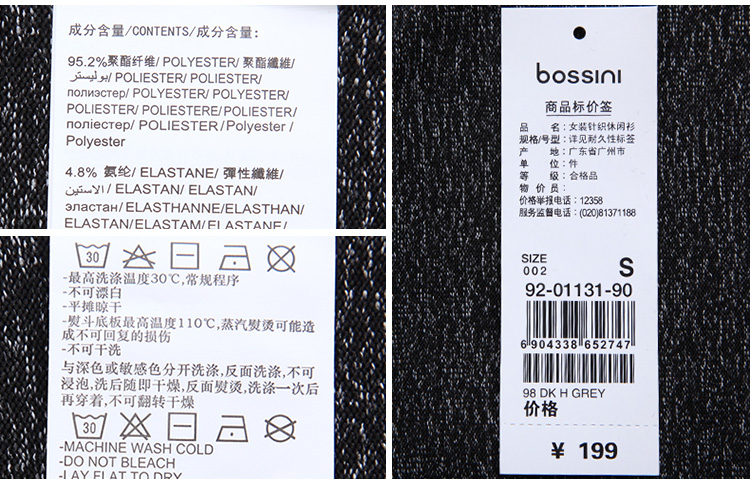 成分含量/CONTENTS/成分含量:
95.2%聚酯纤维/ POLYESTER/ 聚酯纖維/
بوليستر/ POLIESTER/ POLIESTER/
полиэстер/ POLYESTER/ POLYESTER/
POLIESTER/ POLIESTERE/ POLIESTER/
поліестер/ POLIESTER / Polyester /
Polyester
4.8% 氨纶/ ELASTANE/ 彈性纖維/
الاستين/ ELASTAN/ ELASTAN/
эластан/ ELASTHANNE/ELASTHAN/
ELASTAN/ ELASTAM/ ELASTANE/
30
-最高洗涤温度30℃,常规程序
-不可漂白
-平摊晾干
-熨斗底板最高温度110℃,蒸汽熨烫可能造
成不可回复的损伤
-不可干洗
与深色或敏感色分开洗涤,反面洗涤,不可
浸泡,洗后随即干燥,反面熨烫,洗涤一次后
再穿着,不可翻转干燥
30
-MACHINE WASH COLD
-DO NOT BLEACH
-LAY FLAT TO DRY
bossini
商品标价签
品 名: 女装针织休闲衫
规格/号型: 详见耐久性标签
产 地: 广东省广州市
单 位: 件
等 级: 合格品
物 价 员:
价格举报电话: 12358
服务监督电话: (020)81371188
SIZE
002 S
92-01131-90
6 904338 652747
98 DK H GREY
价格
¥ 199